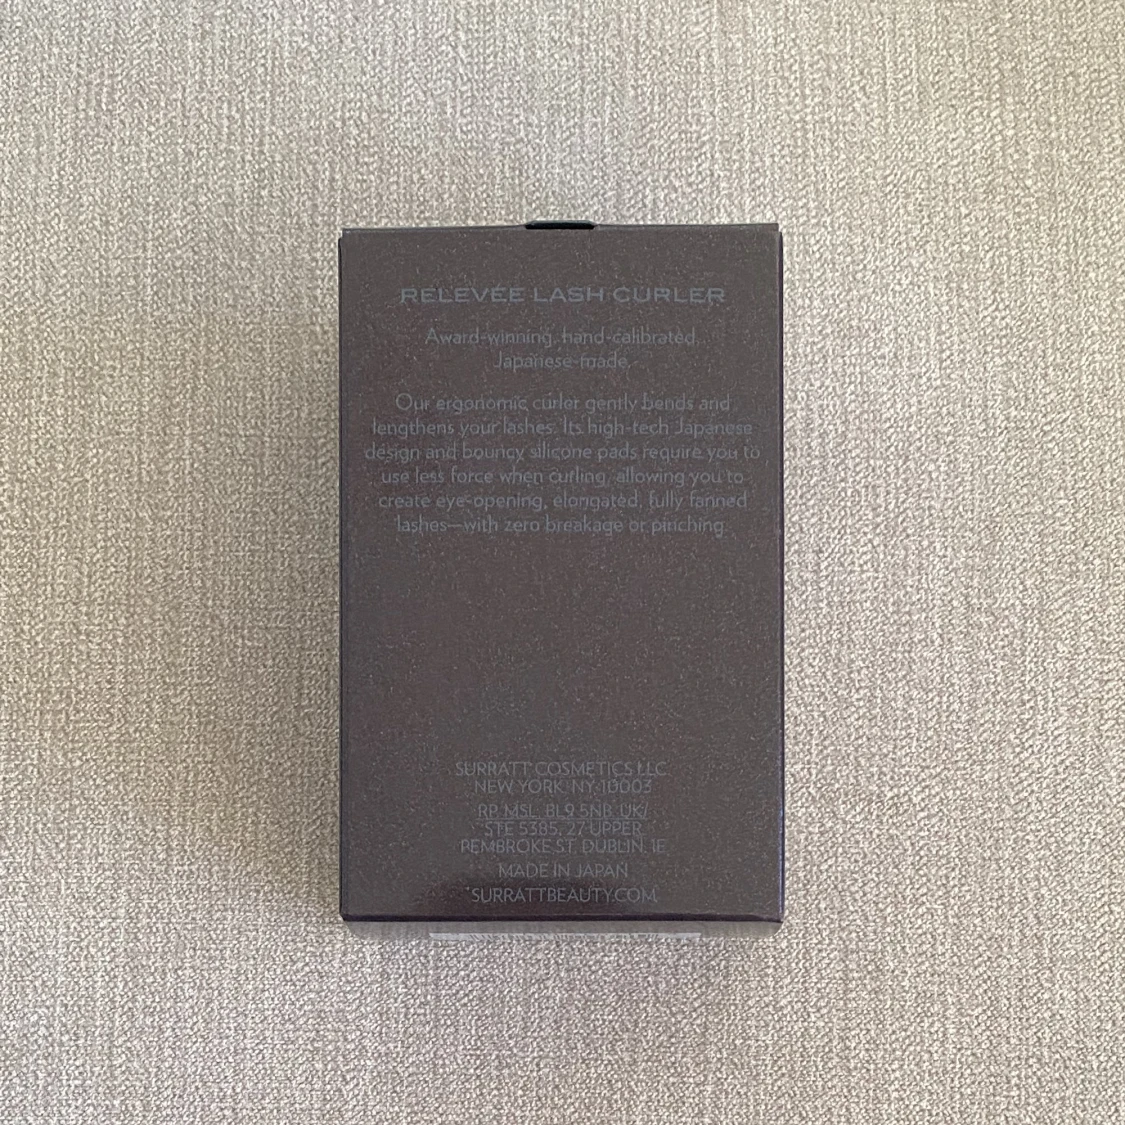 RELEVÉE LASH CURLER
Award-winning, hand-calibrated,
Japanese-made.
Our ergonomic curler gently bends and
lengthens your lashes. Its high-tech Japanese
design and bouncy silicone pads require you to
use less force when curling, allowing you to
create eye-opening, elongated, fully fanned
lashes—with zero breakage or pinching.
SURRATT COSMETICS LLC
NEW YORK, NY 10003
RP: MSL, BL9 5NR, UK/
STE 5385, 27 UPPER
PEMBROKE ST, DUBLIN, IE
MADE IN JAPAN
SURRATTBEAUTY.COM